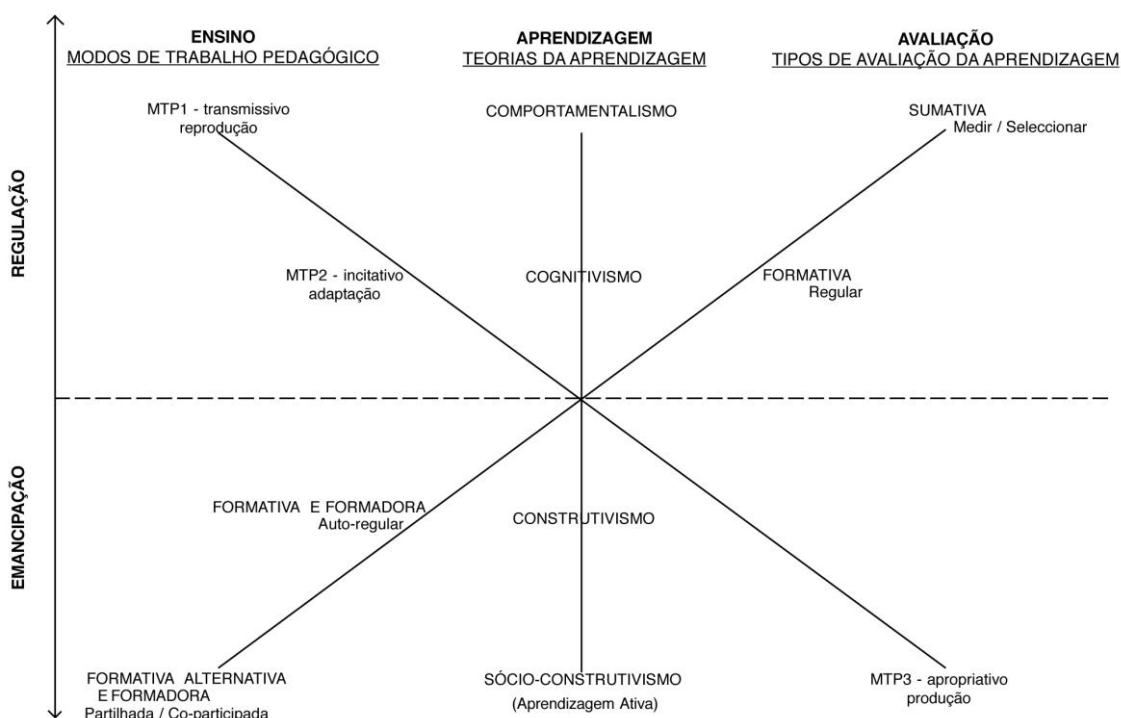 ENSINO
MODOS DE TRABALHO PEDAGÓGICO
APRENDIZAGEM
TEORIAS DA APRENDIZAGEM
AVALIAÇÃO
TIPOS DE AVALIAÇÃO DA APRENDIZAGEM
REGULAÇÃO
MTP1 - transmissivo
reprodução
COMPORTAMENTALISMO
SUMATIVA
Medir / Seleccionar
MTP2 - incitativo
adaptação
COGNITIVISMO
FORMATIVA
Regular
EMANCIPAÇÃO
FORMATIVA E FORMADORA
Auto-regular
CONSTRUTIVISMO
FORMATIVA ALTERNATIVA
E FORMADORA
Partilhada / Co-participada
SÓCIO-CONSTRUTIVISMO
(Aprendizagem Ativa)
MTP3 - apropriativo
produção